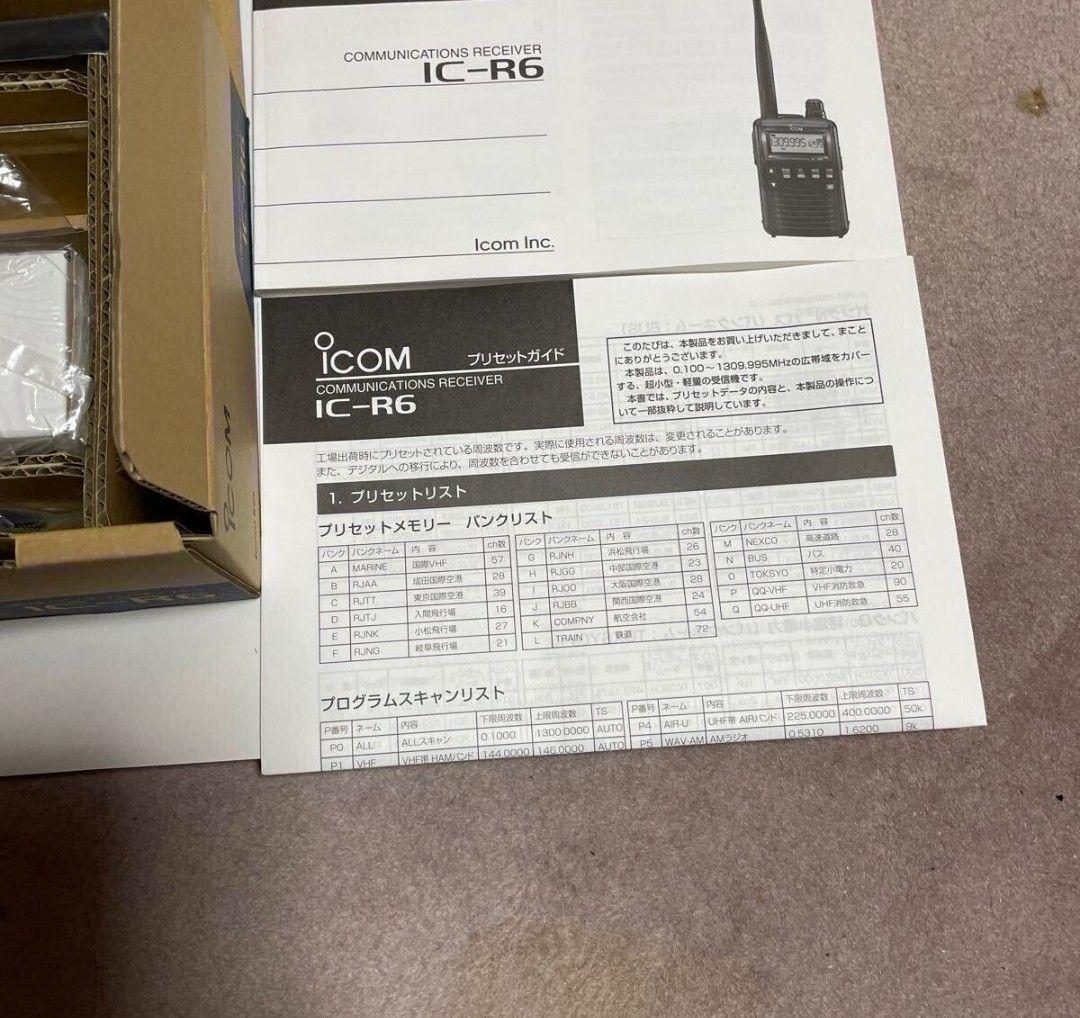 COMMUNICATIONS RECEIVER
IC-R6
Icom Inc.
ICOM
1309.995
ICOM
プリセットガイド
COMMUNICATIONS RECEIVER
IC-R6
このたびは、本製品をお買い上げいただきまして、まこと
にありがとうございます。
本製品は、0.100～1309.995MHzの広帯域をカバー
する、超小型・軽量の受信機です。
本書では、プリセットデータの内容と、本製品の操作につ
いて一部抜粋して説明しています。
工場出荷時にプリセットされている周波数です。実際に使用される周波数は、変更されることがあります。
また、デジタルへの移行により、周波数を合わせても受信ができないことがあります。
1. プリセットリスト
プリセットメモリー　バンクリスト
バンク バンクネーム 内 容 ch数
A MARINE 国際VHF 57
B RJAA 成田国際空港 28
C RJTT 東京国際空港 39
D RJTJ 入間飛行場 16
E RJNK 小松飛行場 27
F RJNG 岐阜飛行場 21
バンク バンクネーム 内 容 ch数
G RJNH 浜松飛行場 26
H RJGG 中部国際空港 23
I RJOO 大阪国際空港 28
J RJBB 関西国際空港 24
K COMPNY 航空会社 54
L TRAIN 鉄道 72
バンク バンクネーム 内 容 ch数
M NEXCO 高速道路 28
N BUS バス 40
O TOKSYO 特定小電力 20
P QQ-VHF VHF消防救急 90
Q QQ-UHF UHF消防救急 55
プログラムスキャンリスト
P番号 ネーム 内容 下限周波数 上限周波数 TS
P0 ALL ALLスキャン 0.1000 1300.0000 AUTO
P1 VHF VHF帯 HAMバンド 144.0000 146.0000 AUTO
P番号 ネーム 内容 下限周波数 上限周波数 TS
P4 AIR-U UHF帯 AIRバンド 225.0000 400.0000 50k
P5 WAV-AM AMラジオ 0.5310 1.6200 9k
ICOM
IC-R6